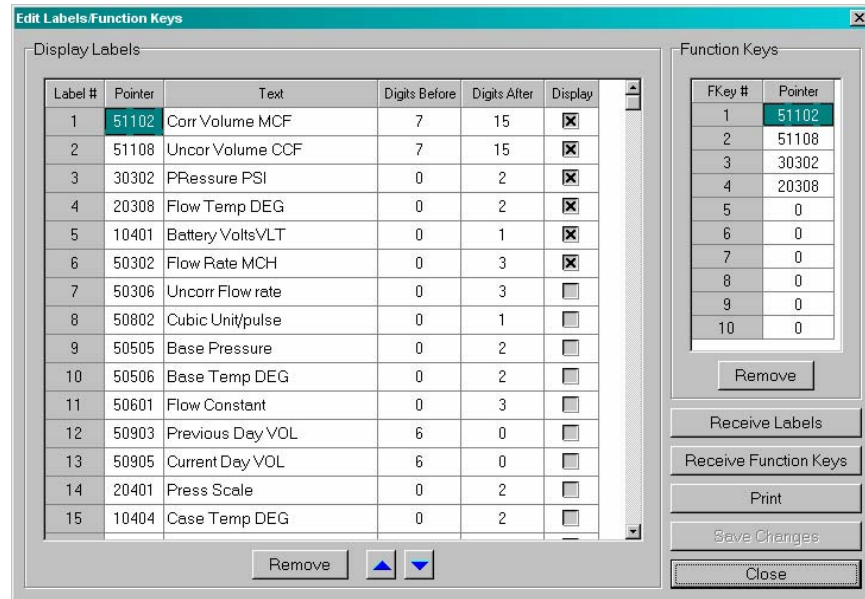 Edit Labels/Function Keys
Display Labels
Label # Pointer Text Digits Before Digits After Display
1 51102 Corr Volume MCF 7 15
2 51108 Uncor Volume CCF 7 15
3 30302 PRessure PSI 0 2
4 20308 Flow Temp DEG 0 2
5 10401 Battery VoltsVLT 0 1
6 50302 Flow Rate MCH 0 3
7 50306 Uncorr Flow rate 0 3
8 50802 Cubic Unit/pulse 0 1
9 50505 Base Pressure 0 2
10 50506 Base Temp DEG 0 2
11 50601 Flow Constant 0 3
12 50903 Previous Day VOL 6 0
13 50905 Current Day VOL 6 0
14 20401 Press Scale 0 2
15 10404 Case Temp DEG 0 2
Remove
Function Keys
FKey # Pointer
1 51102
2 51108
3 30302
4 20308
5 0
6 0
7 0
8 0
9 0
10 0
Remove
Receive Labels
Receive Function Keys
Print
Save Changes
Close